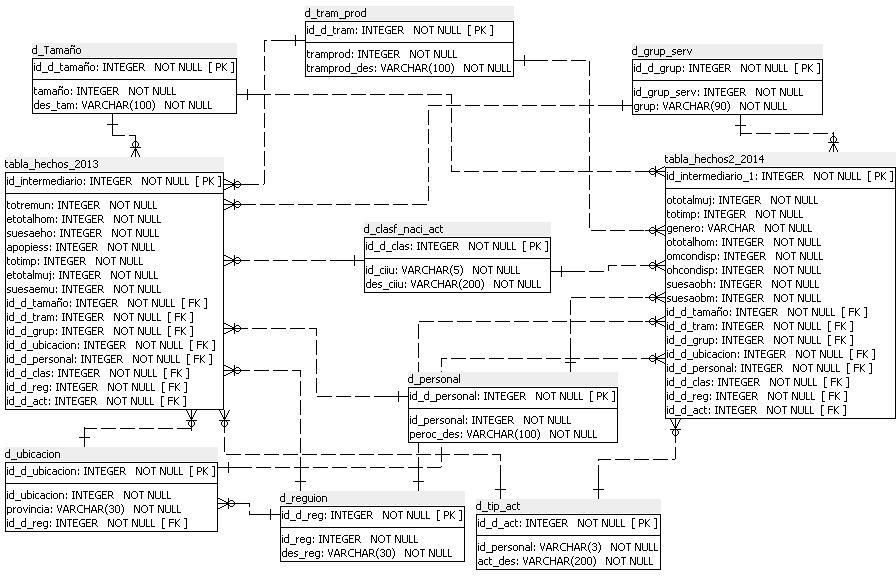 d_tram_prod
id_d_tram: INTEGER NOT NULL [ PK ]
tramprod: INTEGER NOT NULL
tramprod_des: VARCHAR(100) NOT NULL
d_Tamaño
id_d_tamaño: INTEGER NOT NULL [ PK ]
tamaño: INTEGER NOT NULL
des_tam: VARCHAR(100) NOT NULL
d_grup_serv
id_d_grup: INTEGER NOT NULL [ PK ]
id_grup_serv: INTEGER NOT NULL
grup: VARCHAR(90) NOT NULL
tabla_hechos_2013
id_intermediario: INTEGER NOT NULL [ PK ]
totremun: INTEGER NOT NULL
etotalhom: INTEGER NOT NULL
suesaeho: INTEGER NOT NULL
apopiess: INTEGER NOT NULL
totimp: INTEGER NOT NULL
etotalmuj: INTEGER NOT NULL
suesaemu: INTEGER NOT NULL
id_d_tamaño: INTEGER NOT NULL [ FK ]
id_d_tram: INTEGER NOT NULL [ FK ]
id_d_grup: INTEGER NOT NULL [ FK ]
id_d_ubicacion: INTEGER NOT NULL [ FK ]
id_d_personal: INTEGER NOT NULL [ FK ]
id_d_clas: INTEGER NOT NULL [ FK ]
id_d_reg: INTEGER NOT NULL [ FK ]
id_d_act: INTEGER NOT NULL [ FK ]
tabla_hechos2_2014
id_intermediario_1: INTEGER NOT NULL [ PK ]
ototalmuj: INTEGER NOT NULL
totimp: INTEGER NOT NULL
genero: VARCHAR NOT NULL
ototalhom: INTEGER NOT NULL
omcondisp: INTEGER NOT NULL
ohcondisp: INTEGER NOT NULL
suesaobh: INTEGER NOT NULL
suesaobm: INTEGER NOT NULL
id_d_tamaño: INTEGER NOT NULL [ FK ]
id_d_tram: INTEGER NOT NULL [ FK ]
id_d_grup: INTEGER NOT NULL [ FK ]
id_d_ubicacion: INTEGER NOT NULL [ FK ]
id_d_personal: INTEGER NOT NULL [ FK ]
id_d_clas: INTEGER NOT NULL [ FK ]
id_d_reg: INTEGER NOT NULL [ FK ]
id_d_act: INTEGER NOT NULL [ FK ]
d_clasf_naci_act
id_d_clas: INTEGER NOT NULL [ PK ]
id_ciiu: VARCHAR(5) NOT NULL
des_ciiu: VARCHAR(200) NOT NULL
d_personal
id_d_personal: INTEGER NOT NULL [ PK ]
id_personal: INTEGER NOT NULL
peroc_des: VARCHAR(100) NOT NULL
d_ubicacion
id_d_ubicacion: INTEGER NOT NULL [ PK ]
id_ubicacion: INTEGER NOT NULL
provincia: VARCHAR(30) NOT NULL
id_d_reg: INTEGER NOT NULL [ FK ]
d_reguion
id_d_reg: INTEGER NOT NULL [ PK ]
id_reg: INTEGER NOT NULL
des_reg: VARCHAR(30) NOT NULL
d_tip_act
id_d_act: INTEGER NOT NULL [ PK ]
id_personal: VARCHAR(3) NOT NULL
act_des: VARCHAR(200) NOT NULL